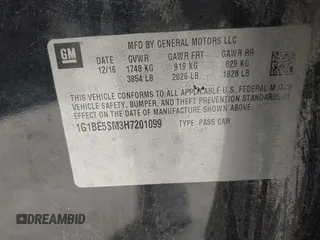 MFD BY GENERAL MOTORS LLC
GM
GVWR GAWR FR GAWR RR
12/16 1748 KG 919 KG 829 KG
3854 LB 2026 LB 1828 LB
THIS VEHICLE CONFORMS TO ALL APPLICABLE U.S. FEDERAL MOTOR
VEHICLE SAFETY, BUMPER, AND THEFT PREVENTION STANDARDS
IN EFFECT ON THE DATE OF MANUFACTURE SHOWN ABOVE.
1G1BE5SM3H7201099 TYPE: PASS CAR
DREAMBID